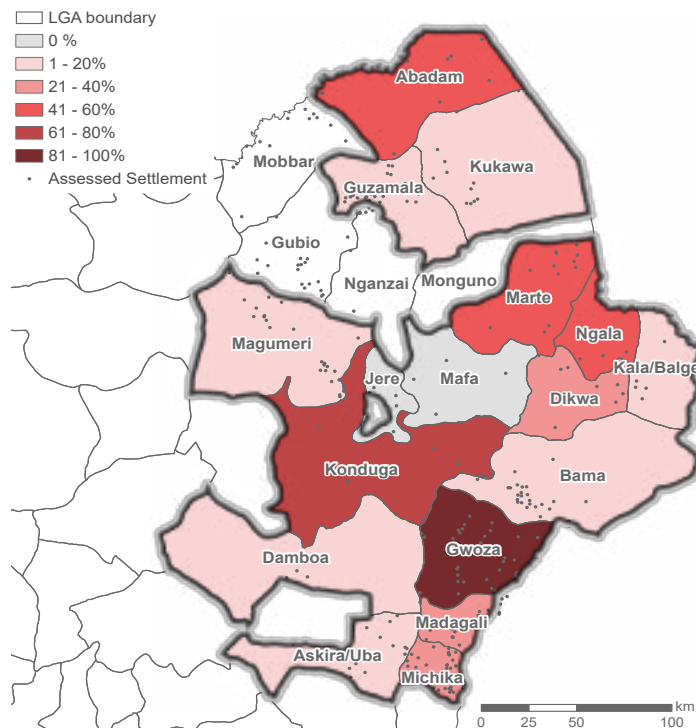 LGA boundary
0 %
1 - 20%
21 - 40%
41 - 60%
61 - 80%
81 - 100%
Assessed Settlement
Abadam
Mobbar
Kukawa
Guzamala
Gubio
Nganzai
Monguno
Marte
Magumeri
Ngala
Jere
Mafa
Kala/Balge
Dikwa
Konduga
Bama
Gwoza
Damboa
Madagali
Askira/Uba
Michika
km
0 25 50 100